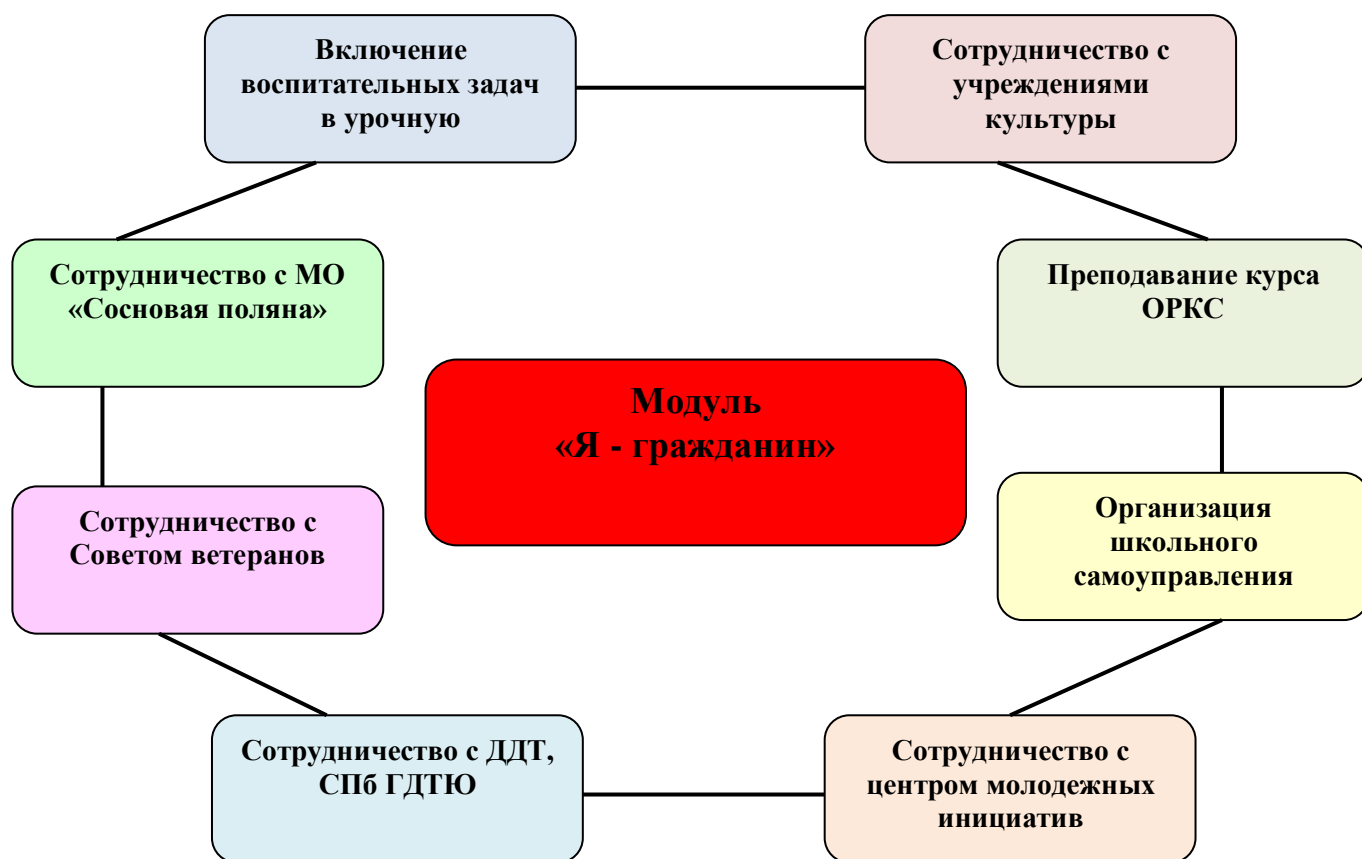 Включение
воспитательных задач
в урочную
Сотрудничество с
учреждениями
культуры
Сотрудничество с МО
«Сосновая поляна»
Преподавание курса
ОРКС
Модуль
«Я - гражданин»
Сотрудничество с
Советом ветеранов
Организация
школьного
самоуправления
Сотрудничество с ДДТ,
СПб ГДТЮ
Сотрудничество с
центром молодежных
инициатив